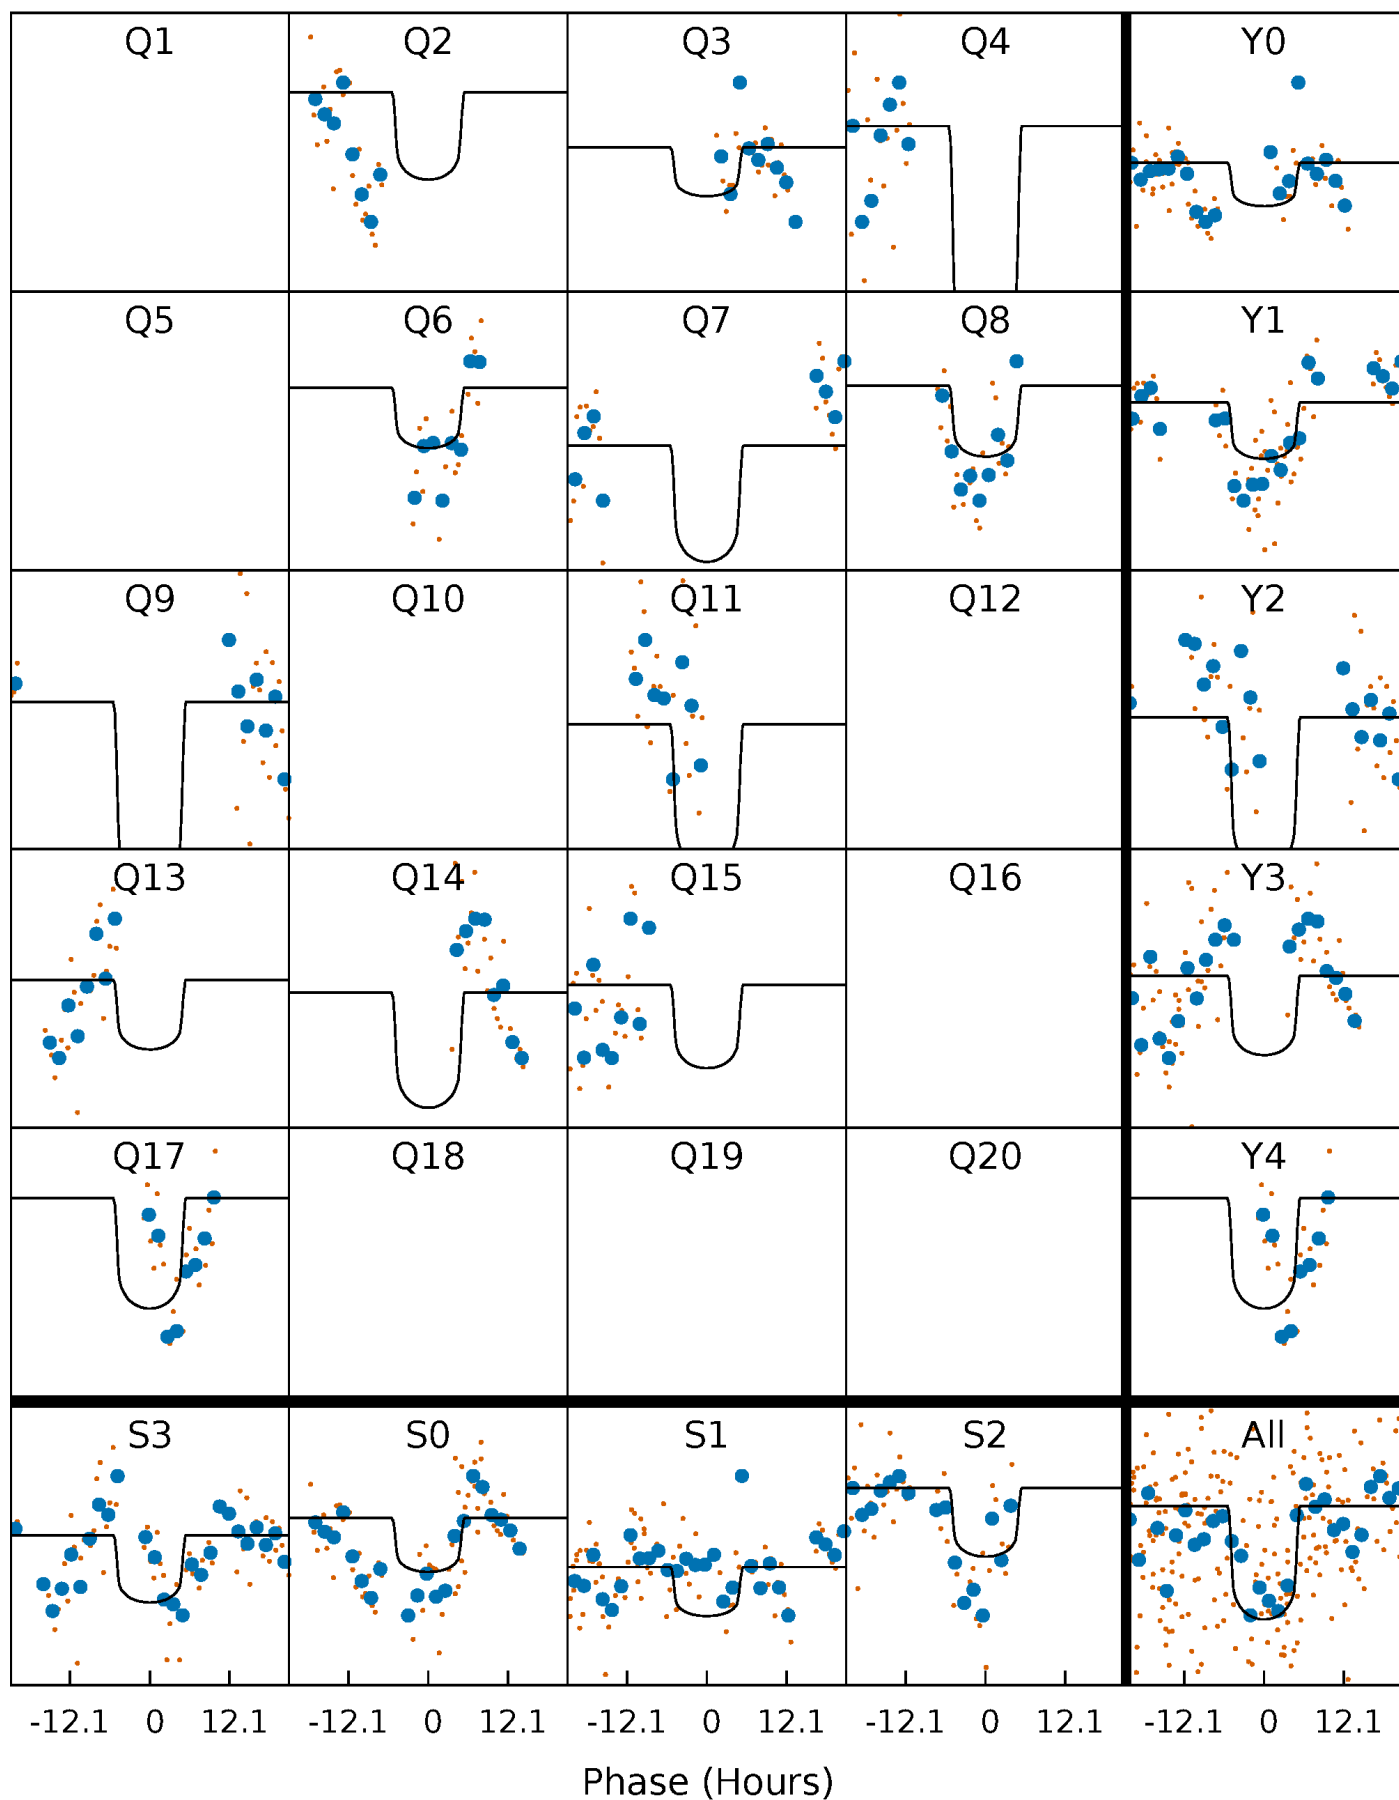 Q1 Q2 Q3 Q4 Y0
Q5 Q6 Q7 Q8 Y1
Q9 Q10 Q11 Q12 Y2
Q13 Q14 Q15 Q16 Y3
Q17 Q18 Q19 Q20 Y4
S3 S0 S1 S2 All
-12.1 0 12.1 -12.1 0 12.1 -12.1 0 12.1 -12.1 0 12.1 -12.1 0 12.1
Phase (Hours)